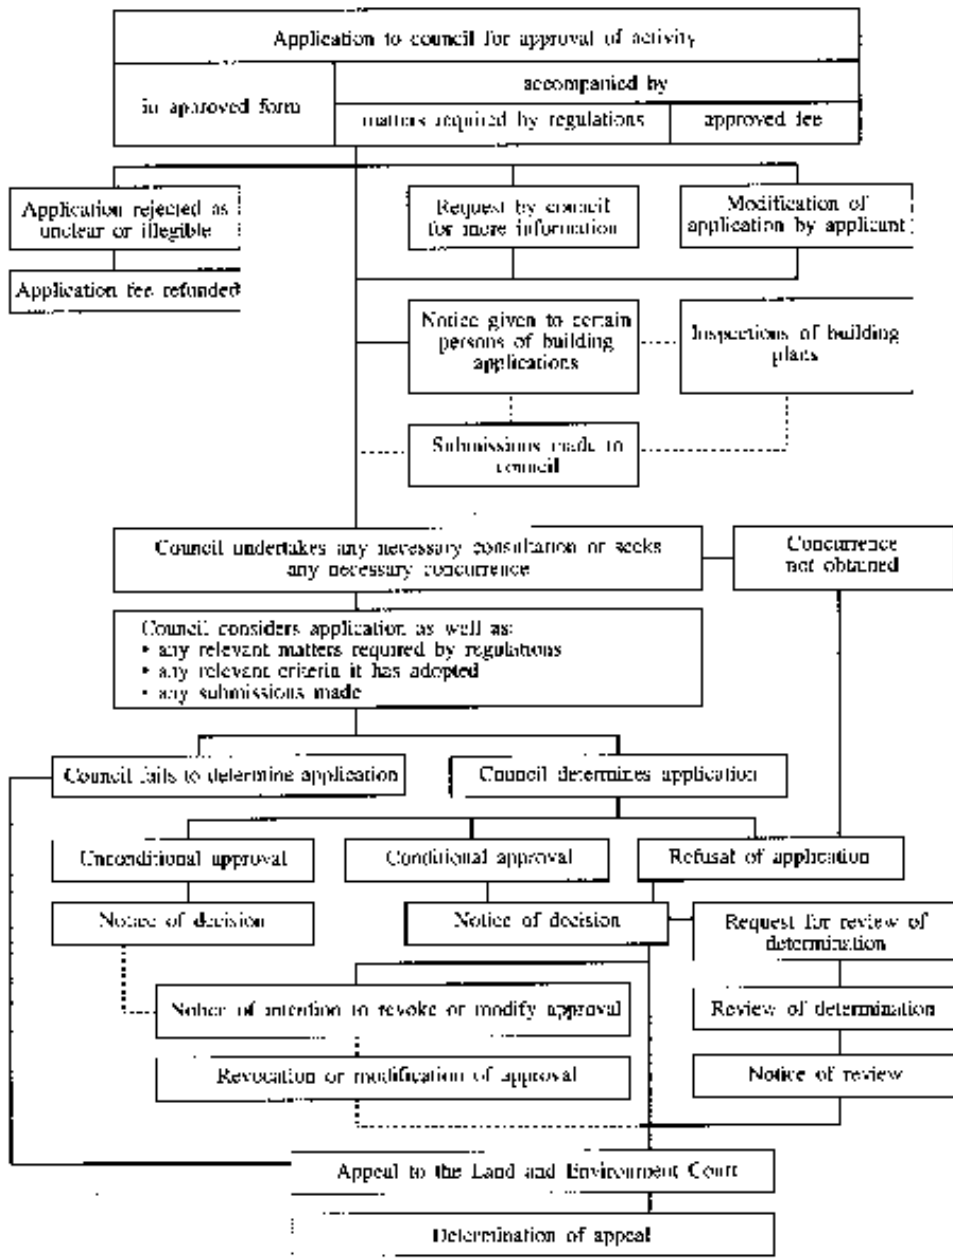 Application to council for approval of activity
in approved form
accompanied by
matters required by regulations
approved fee
Application rejected as
unclear or illegible
Request by council
for more information
Modification of
application by applicant
Application fee refunded
Notice given to certain
persons of building
applications
Inspections of building
plans
Submissions made to
council
Council undertakes any necessary consultation or seeks
any necessary concurrence
Concurrence
not obtained
Council considers application as well as:
• any relevant matters required by regulations
• any relevant criteria it has adopted
• any submissions made
Council fails to determine application
Council determines application
Unconditional approval
Conditional approval
Refusal of application
Notice of decision
Notice of decision
Request for review of
determination
Notice of intention to revoke or modify approval
Review of determination
Revocation or modification of approval
Notice of review
Appeal to the Land and Environment Court
Determination of appeal